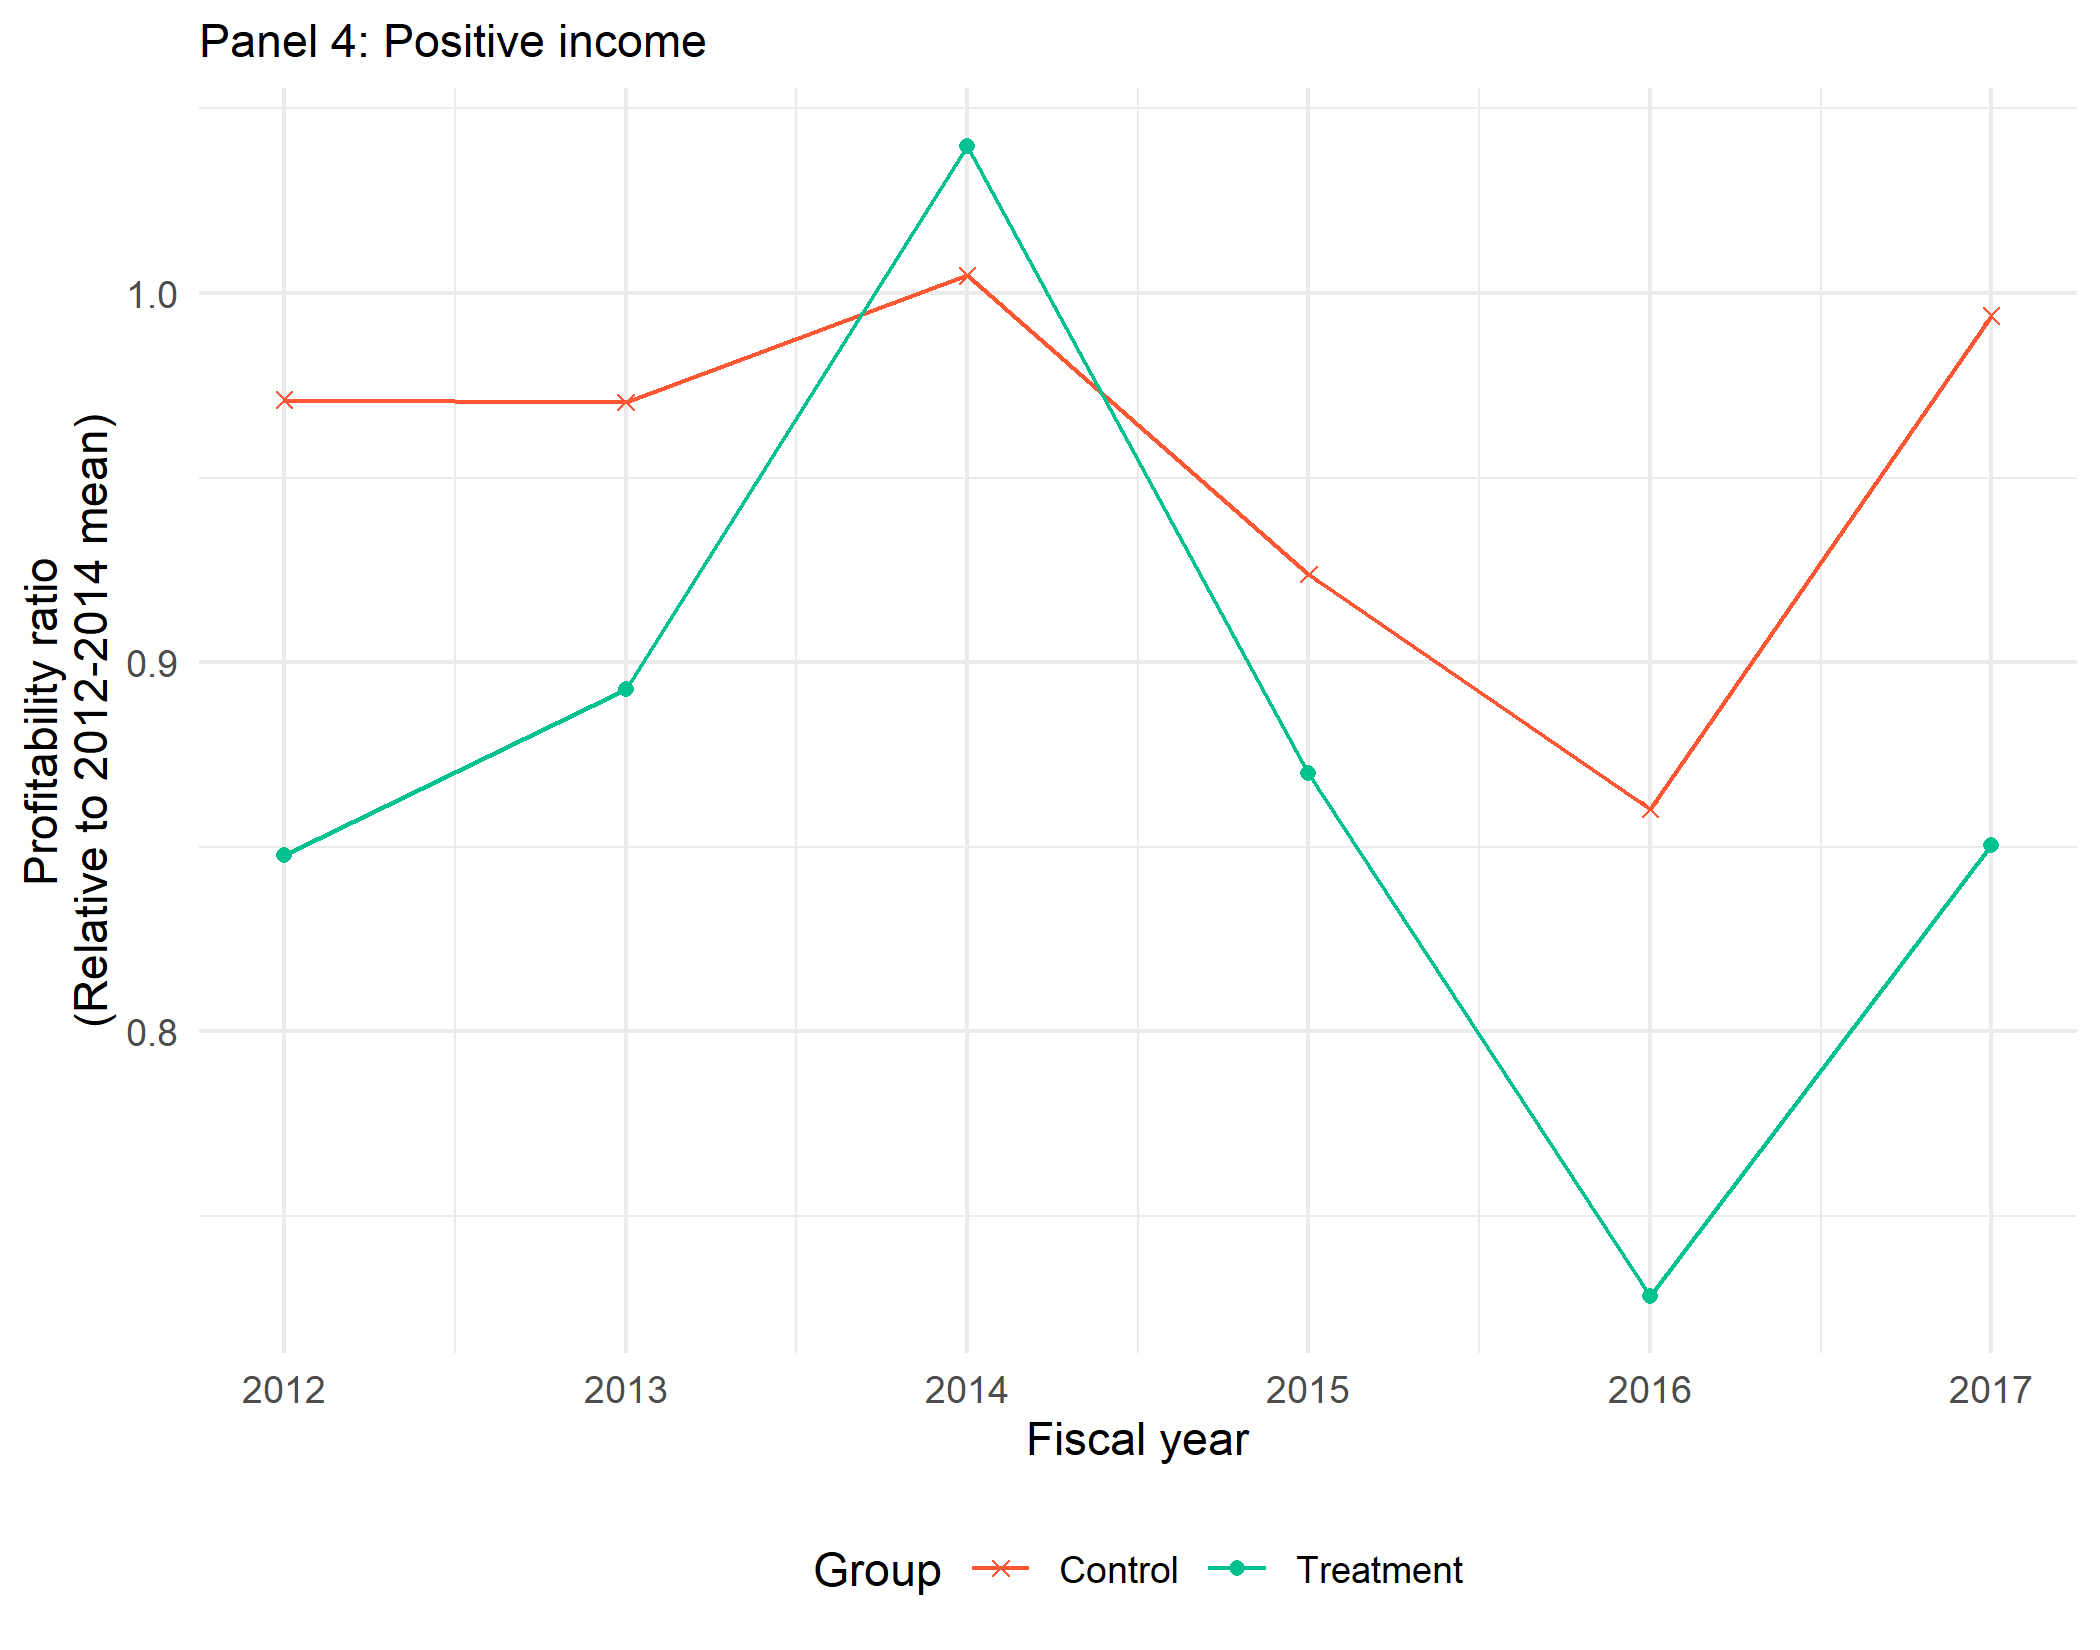 Panel 4: Positive income
Profitability ratio
(Relative to 2012-2014 mean)
1.0
0.9
0.8
2012 2013 2014 2015 2016 2017
Fiscal year
Group Control Treatment